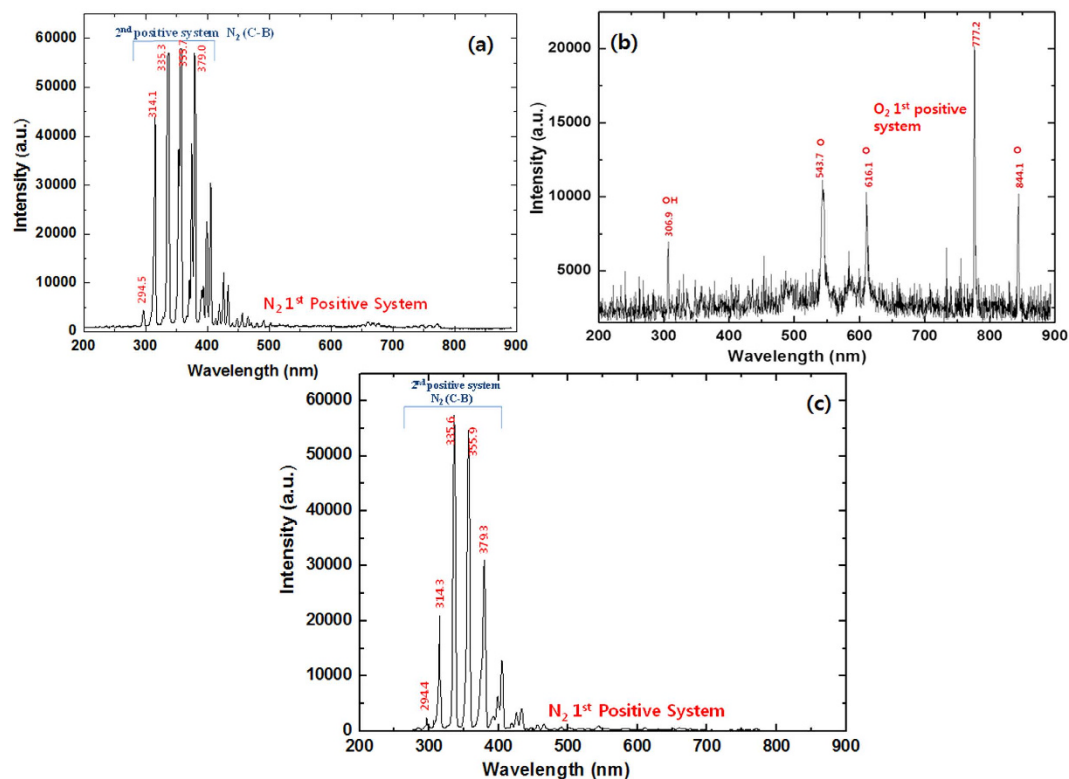 (a)
2nd positive system N2 (C-B)
294.5
314.1
335.3
355.7
379.0
N2 1st Positive System
60000
50000
40000
30000
20000
10000
0
Intensity (a.u.)
200 300 400 500 600 700 800 900
Wavelength (nm)
(b)
OH
306.9
O
543.7
O
616.1
O2 1st positive
system
777.2
O
844.1
20000
15000
10000
5000
Intensity (a.u.)
200 300 400 500 600 700 800 900
Wavelength (nm)
(c)
2nd positive system
N2 (C-B)
294.4
314.3
335.6
355.9
379.3
N2 1st Positive System
60000
50000
40000
30000
20000
10000
0
Intensity (a.u.)
200 300 400 500 600 700 800 900
Wavelength (nm)